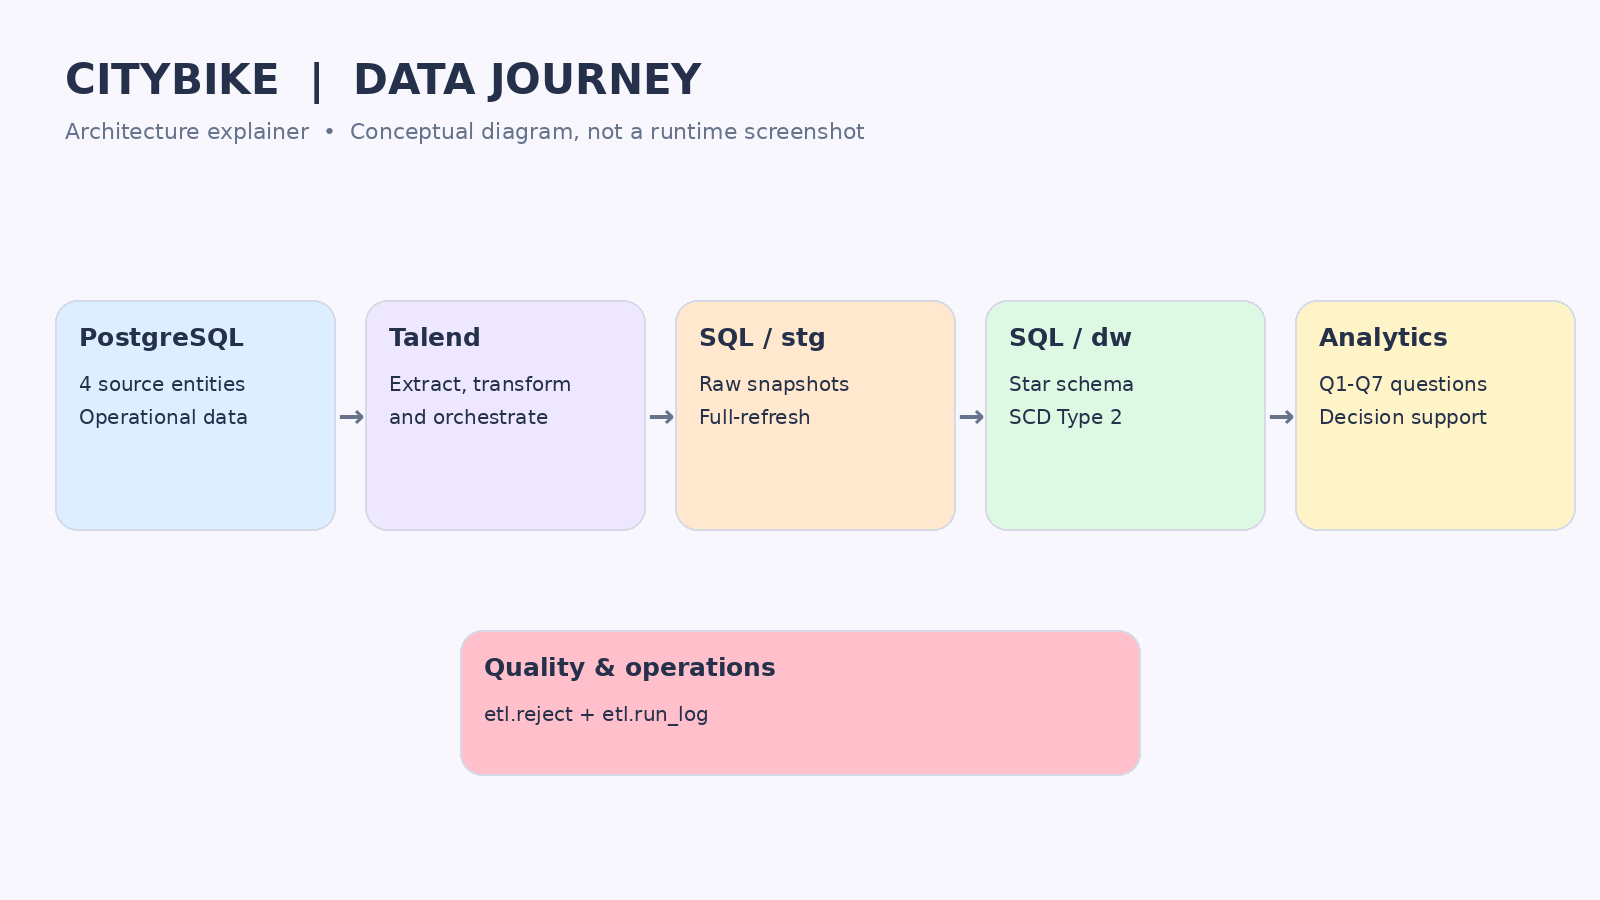 CITYBIKE | DATA JOURNEY
Architecture explainer • Conceptual diagram, not a runtime screenshot
PostgreSQL
4 source entities
Operational data
→
Talend
Extract, transform
and orchestrate
→
SQL / stg
Raw snapshots
Full-refresh
→
SQL / dw
Star schema
SCD Type 2
→
Analytics
Q1-Q7 questions
Decision support
Quality & operations
etl.reject + etl.run_log